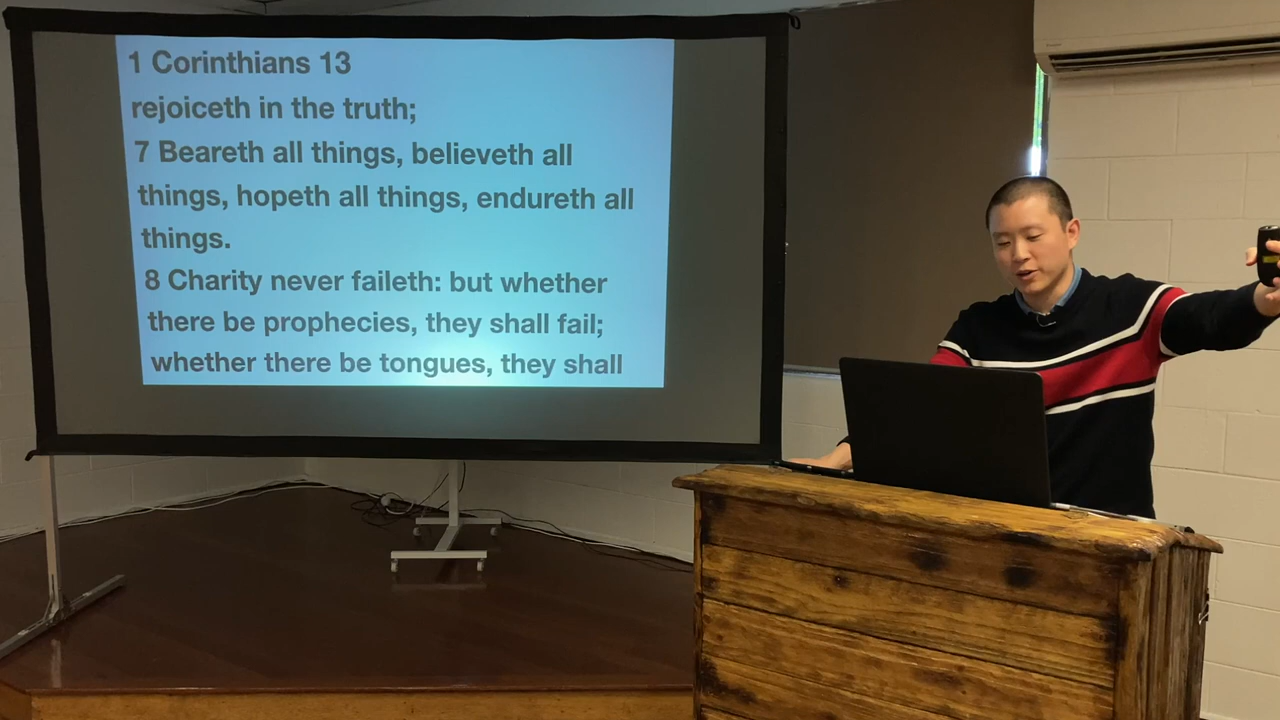 1 Corinthians 13
rejoiceth in the truth;
7 Beareth all things, believeth all
things, hopeth all things, endureth all
things.
8 Charity never faileth: but whether
there be prophecies, they shall fail;
whether there be tongues, they shall